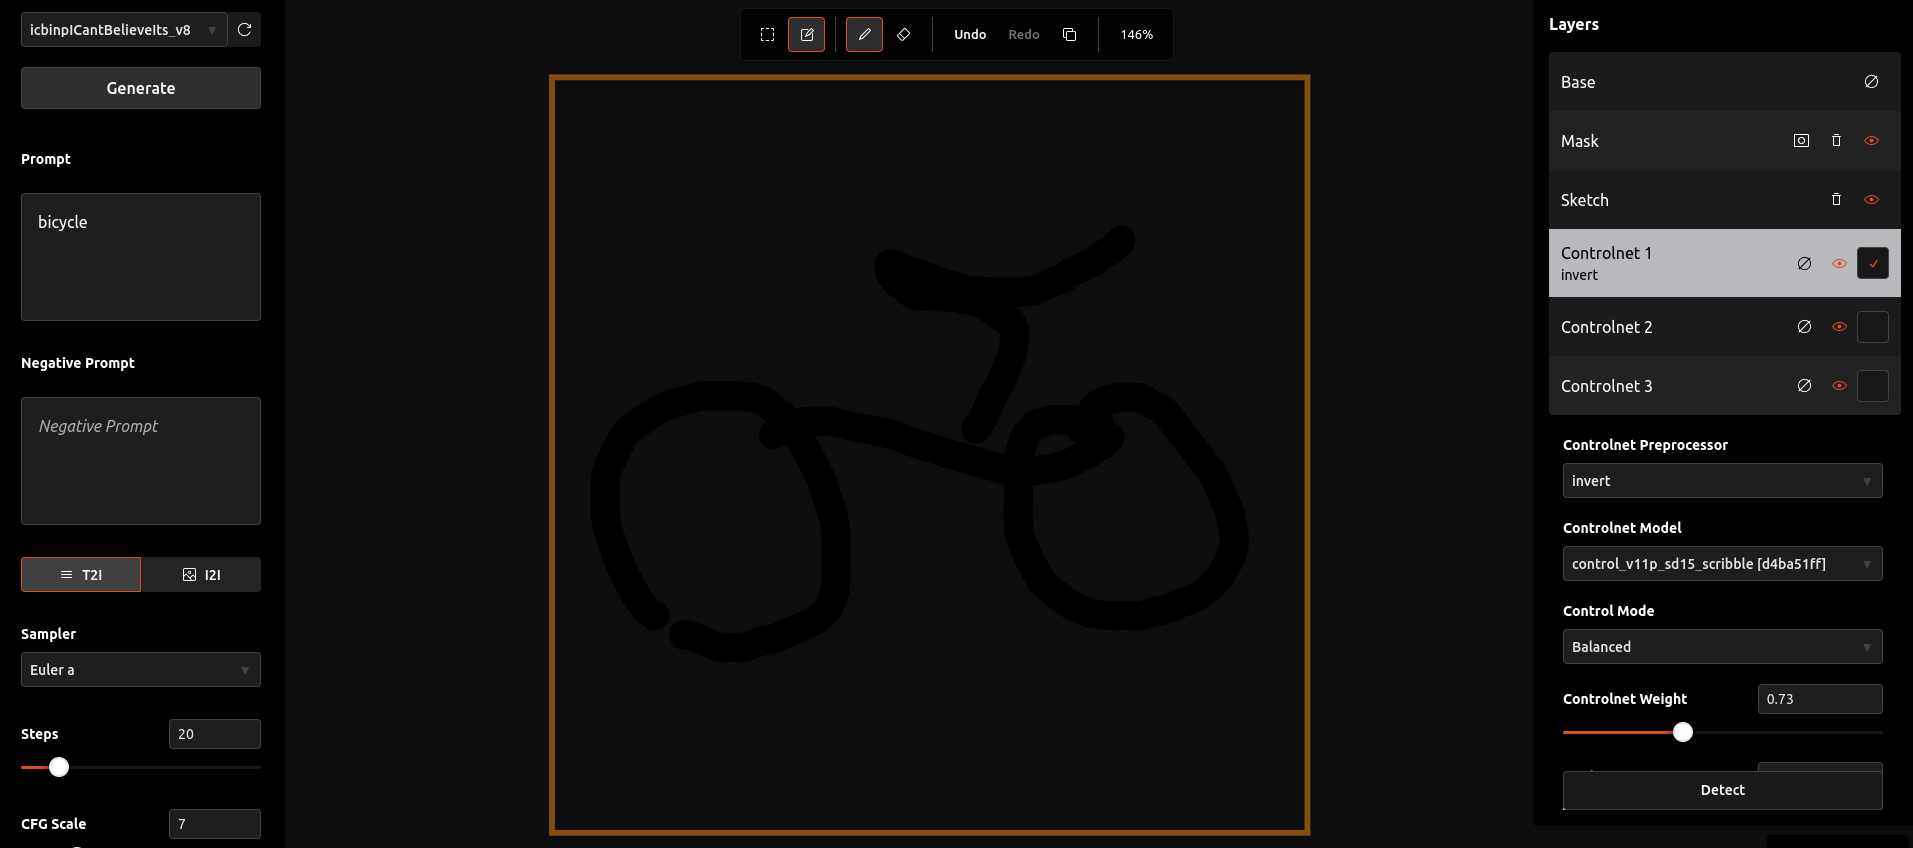 icbinpICantBelieveIts_v8
Generate
Prompt
bicycle
Negative Prompt
Negative Prompt
T2I
I2I
Sampler
Euler a
Steps
20
CFG Scale
7
Undo
Redo
146%
Layers
Base
Mask
Sketch
Controlnet 1
invert
Controlnet 2
Controlnet 3
Controlnet Preprocessor
invert
Controlnet Model
control_v11p_sd15_scribble [d4ba51ff]
Control Mode
Balanced
Controlnet Weight
0.73
Detect